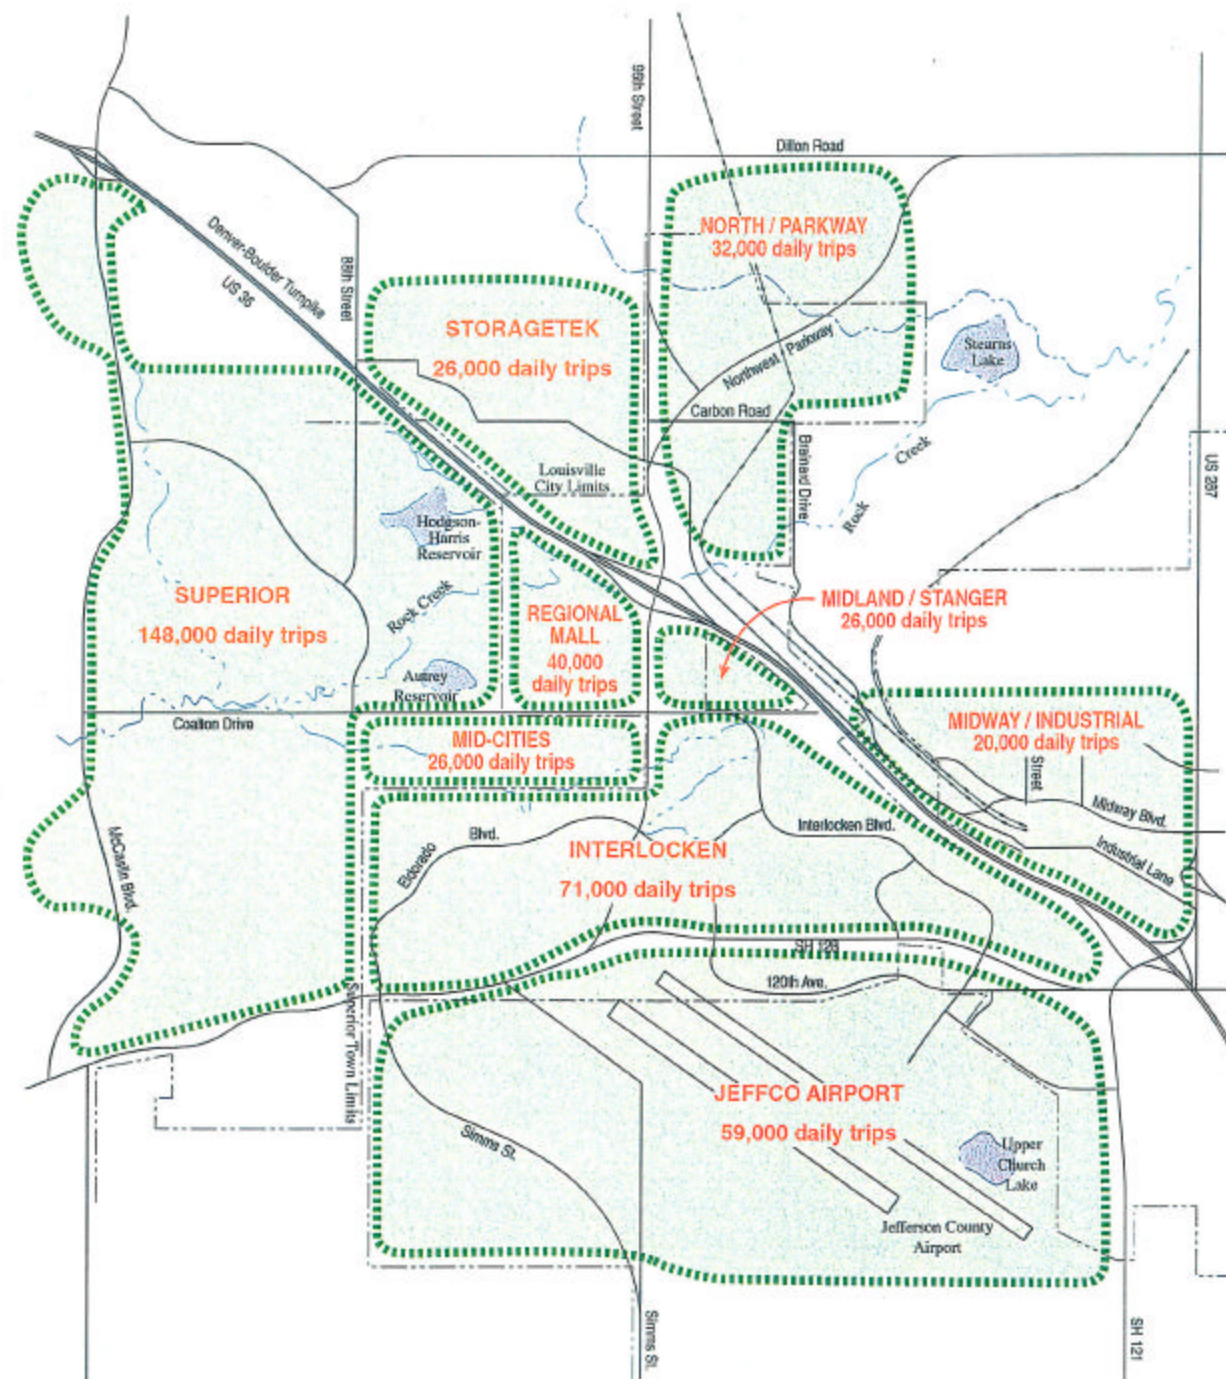 96th Street
Dillon Road
NORTH / PARKWAY
32,000 daily trips
Denver-Boulder Turnpike
US 36
88th Street
STORAGETEK
26,000 daily trips
Stearns
Lake
Northwest Parkway
Carbon Road
Brainard Drive
Rock Creek
US 287
Louisville
City Limits
Hodgson-
Harris
Reservoir
SUPERIOR
148,000 daily trips
Rock Creek
REGIONAL
MALL
40,000
daily trips
MIDLAND / STANGER
26,000 daily trips
Autrey
Reservoir
Coalton Drive
MID-CITIES
26,000 daily trips
MIDWAY / INDUSTRIAL
20,000 daily trips
Street
Midway Blvd.
Industrial Lane
McCaslin Blvd.
Eldorado Blvd.
Interlocken Blvd.
INTERLOCKEN
71,000 daily trips
SH 128
120th Ave.
Superior Town Limits
JEFFCO AIRPORT
59,000 daily trips
Simms St.
Upper
Church
Lake
Jefferson County
Airport
Simms St.
SH 121